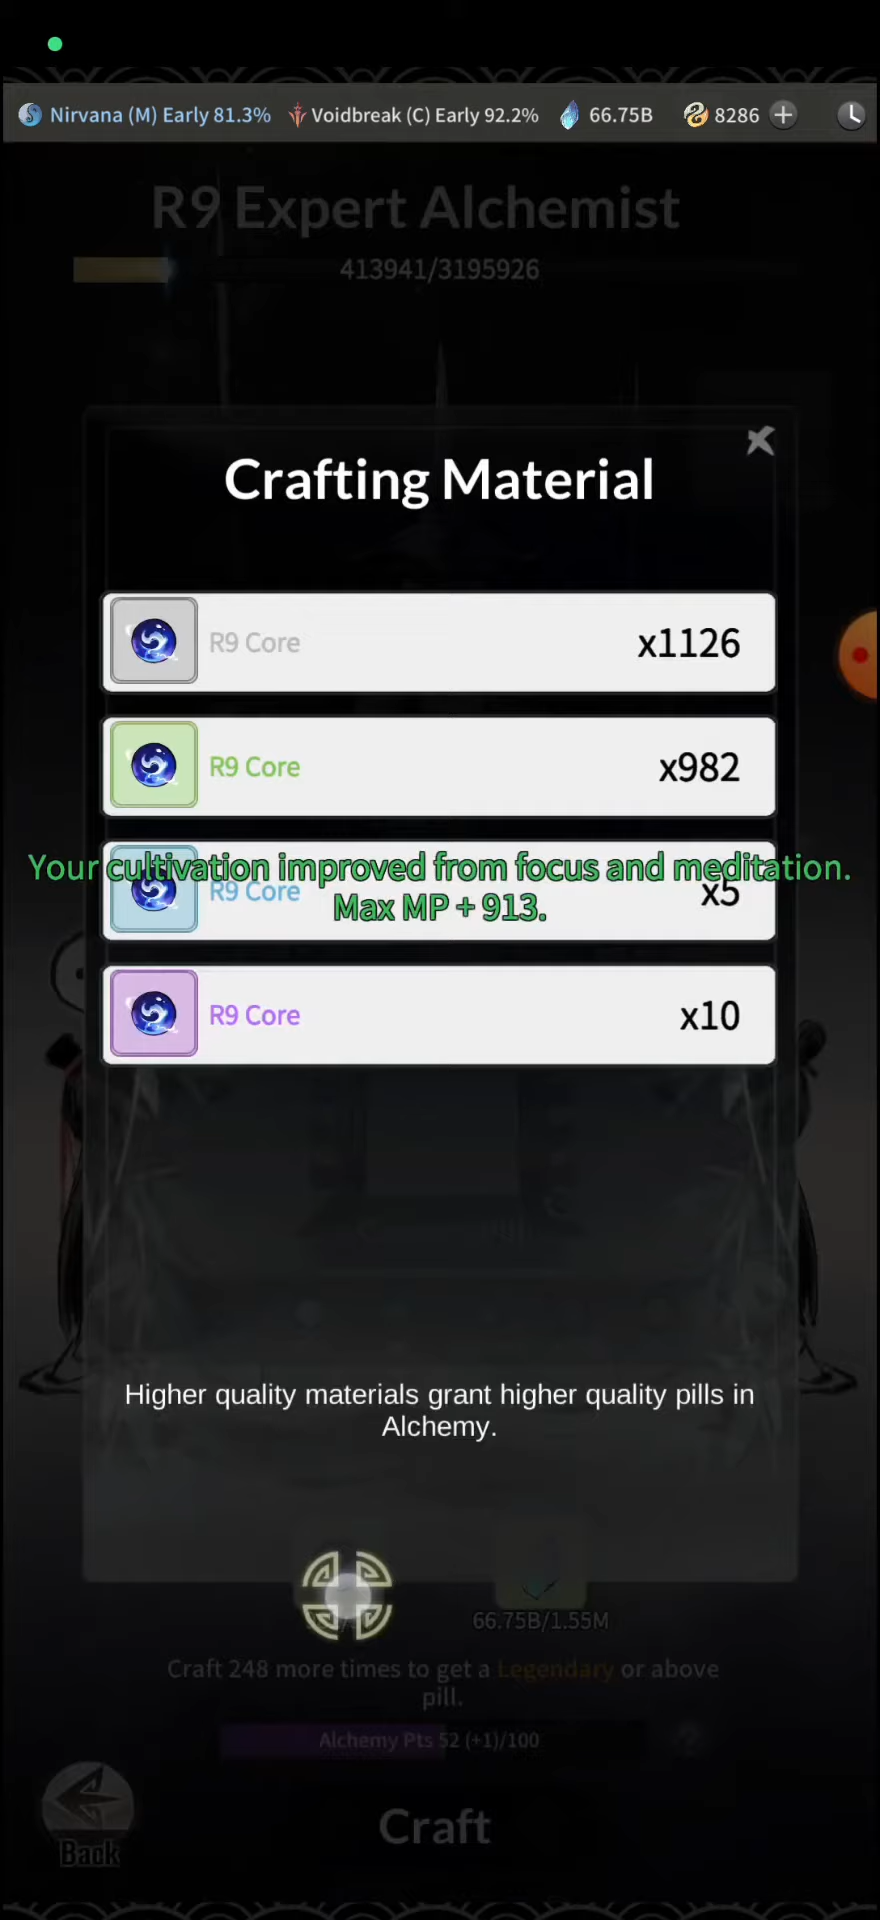 Nirvana (M) Early 81.3% Voidbreak (C) Early 92.2% 66.75B 8286
R9 Expert Alchemist
413941/3195926
Crafting Material
R9 Core x1126
R9 Core x982
Your cultivation improved from focus and meditation.
R9 Core x5
Max MP + 913.
R9 Core x10
Higher quality materials grant higher quality pills in
Alchemy.
66.75B/1.55M
Craft 248 more times to get a Legendary or above
pill.
Alchemy Pts 52 (+1)/100
Craft
Back